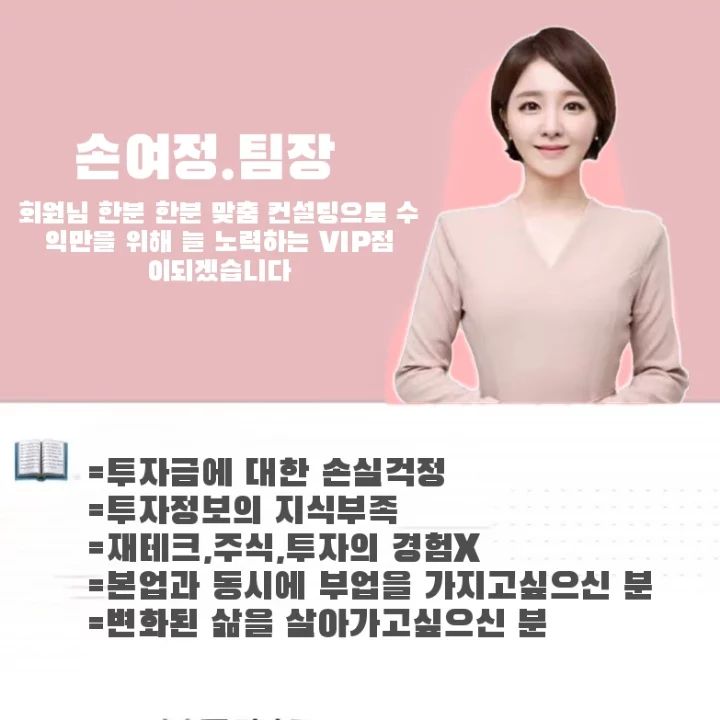 손여정.팀장
회원님 한분 한분 맞춤 컨설팅으로 수
익만을 위해 늘 노력하는 VIP점
이되겠습니다
=투자금에 대한 손실걱정
=투자정보의 지식부족
=재테크,주식,투자의 경험X
=본업과 동시에 부업을 가지고싶으신 분
=변화된 삶을 살아가고싶으신 분